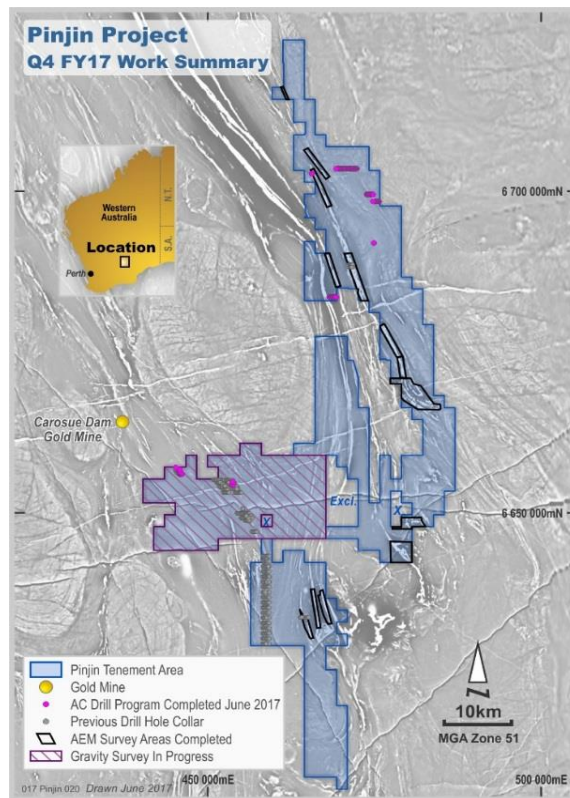 Pinjin Project
Q4 FY17 Work Summary
Western
Australia
N.T.
S.A.
Location
Perth
6 700 000mN
Carosue Dam
Gold Mine
Excl.
X
X
6 650 000mN
Pinjin Tenement Area
Gold Mine
AC Drill Program Completed June 2017
Previous Drill Hole Collar
AEM Survey Areas Completed
Gravity Survey In Progress
N
10km
MGA Zone 51
017 Pinjin 020 Drawn June 2017
450 000mE
500 000mE